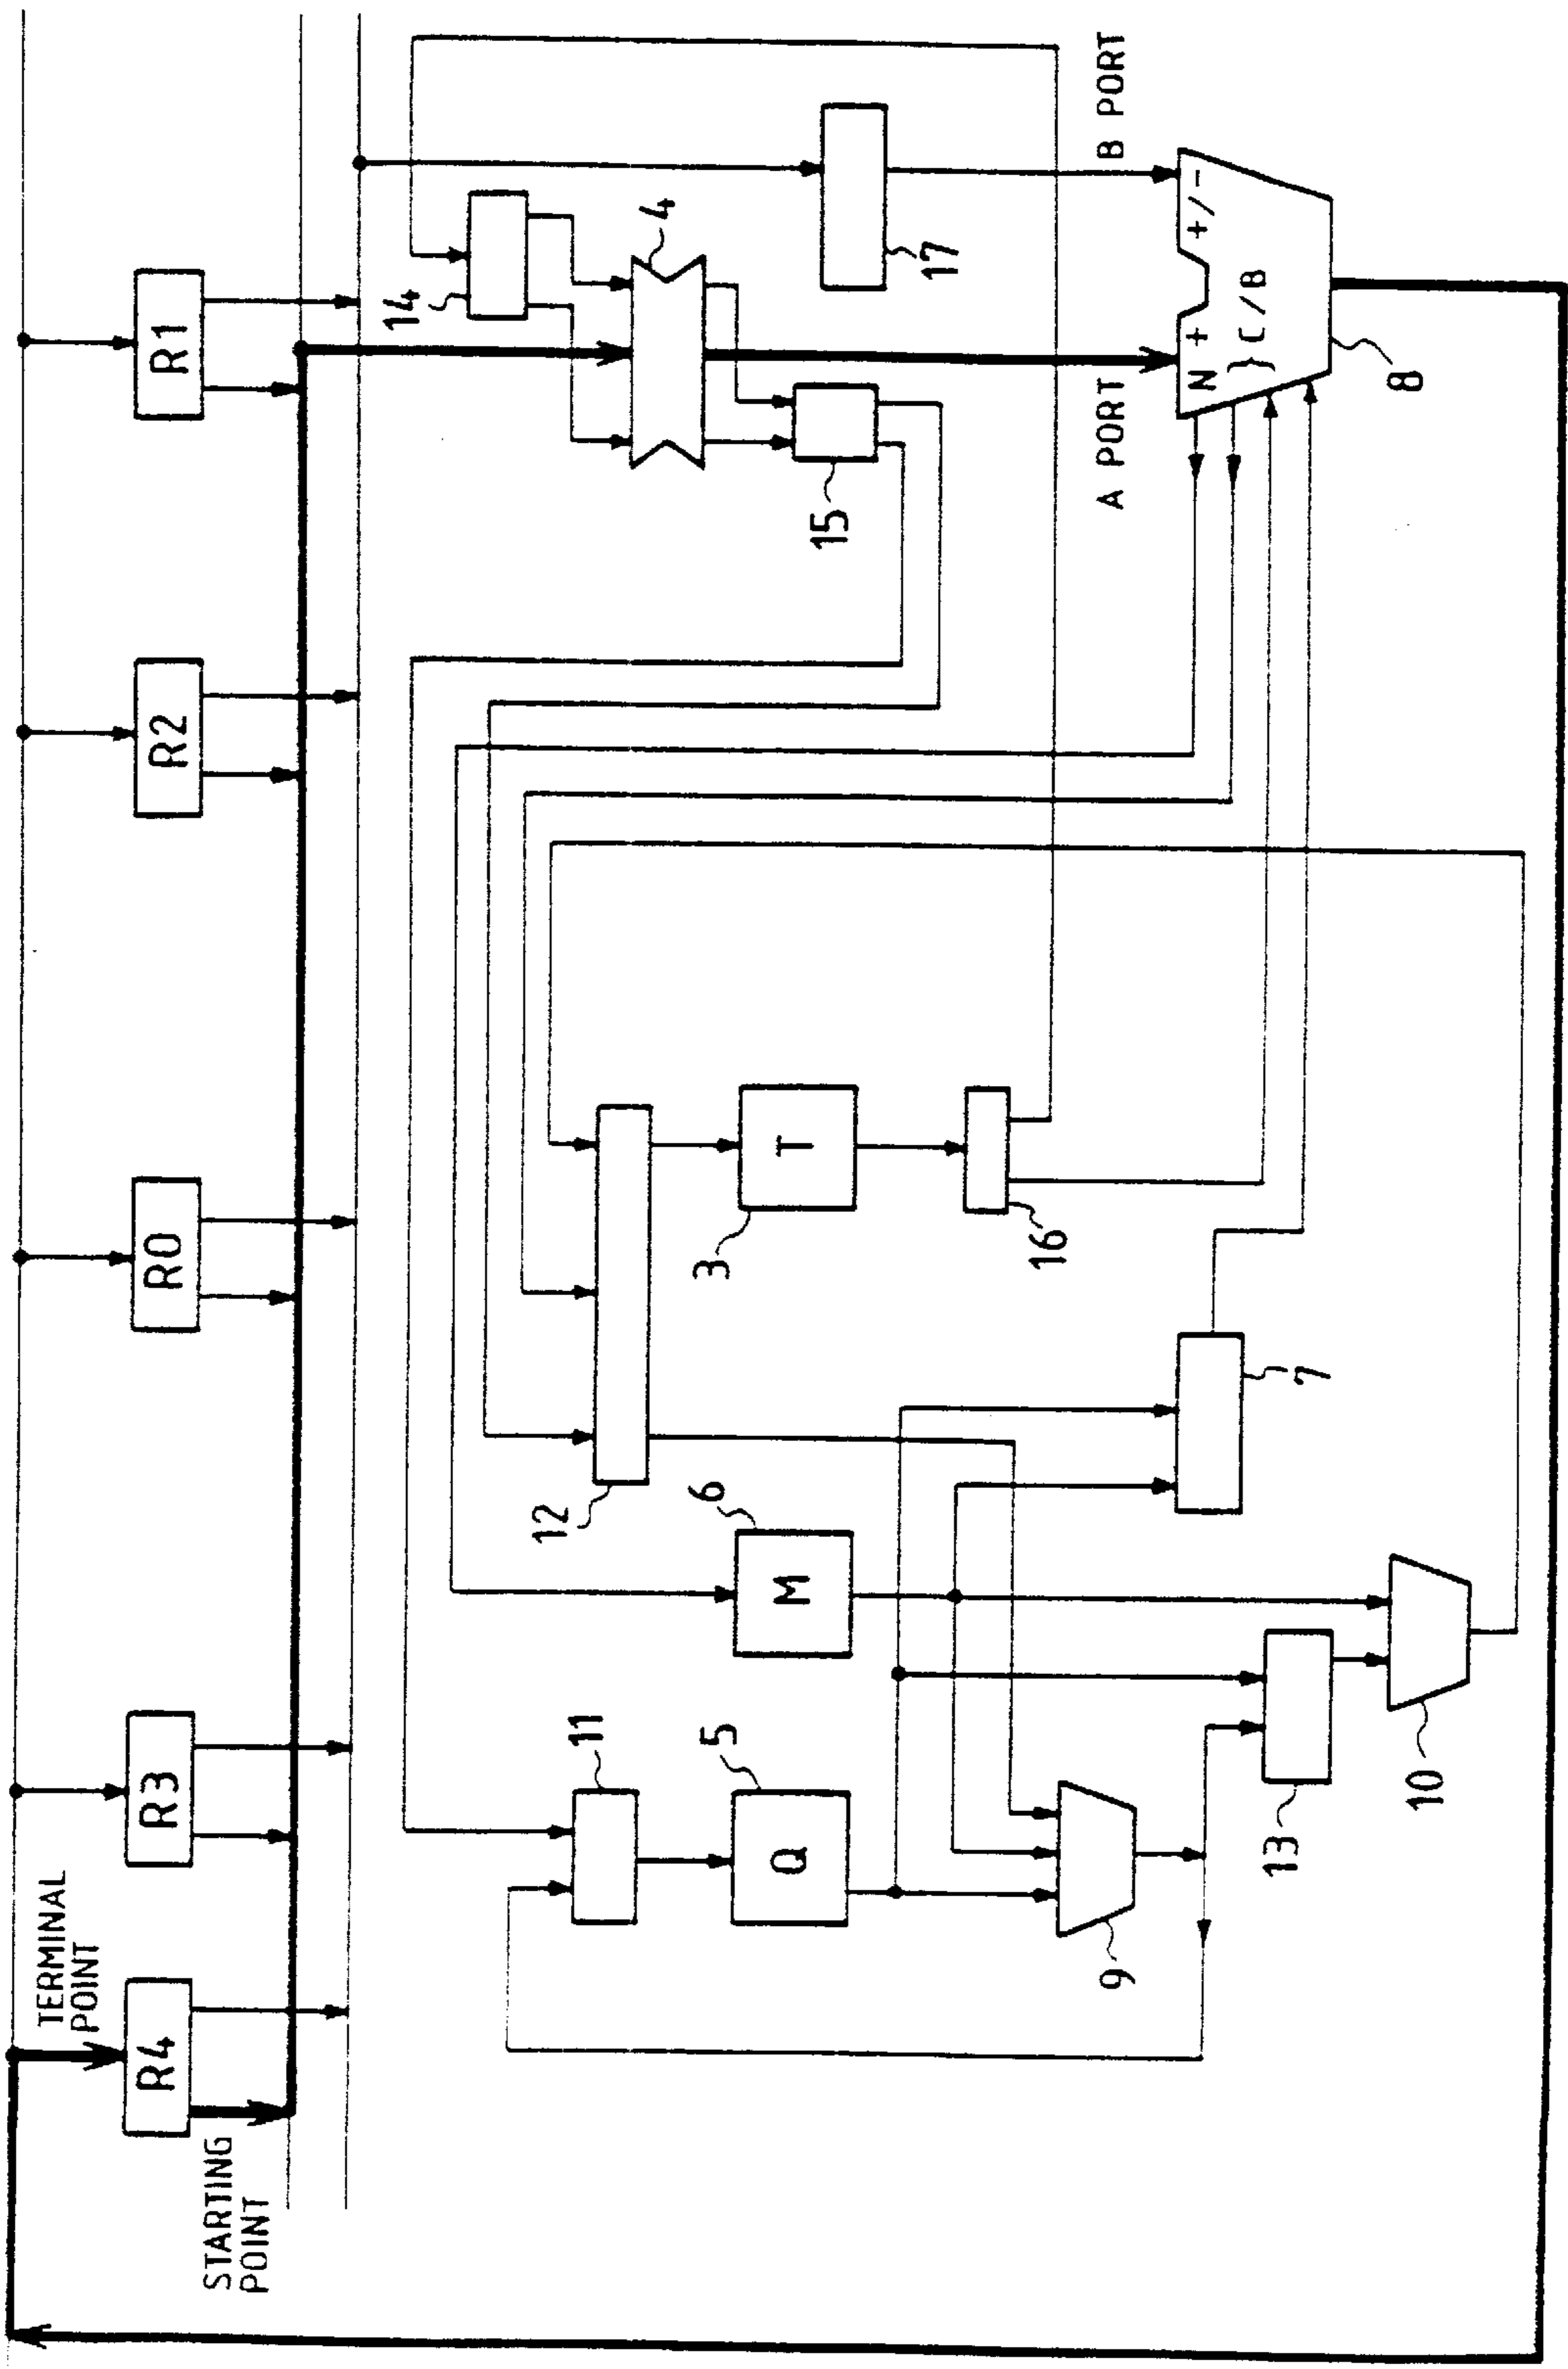 TERMINAL
POINT
STARTING
POINT
R4
R3
R0
R2
R1
14
4
17
15
B PORT
A PORT
N + +/-
} C/B
8
12
11
6
M
5
Q
3
T
16
7
9
13
10